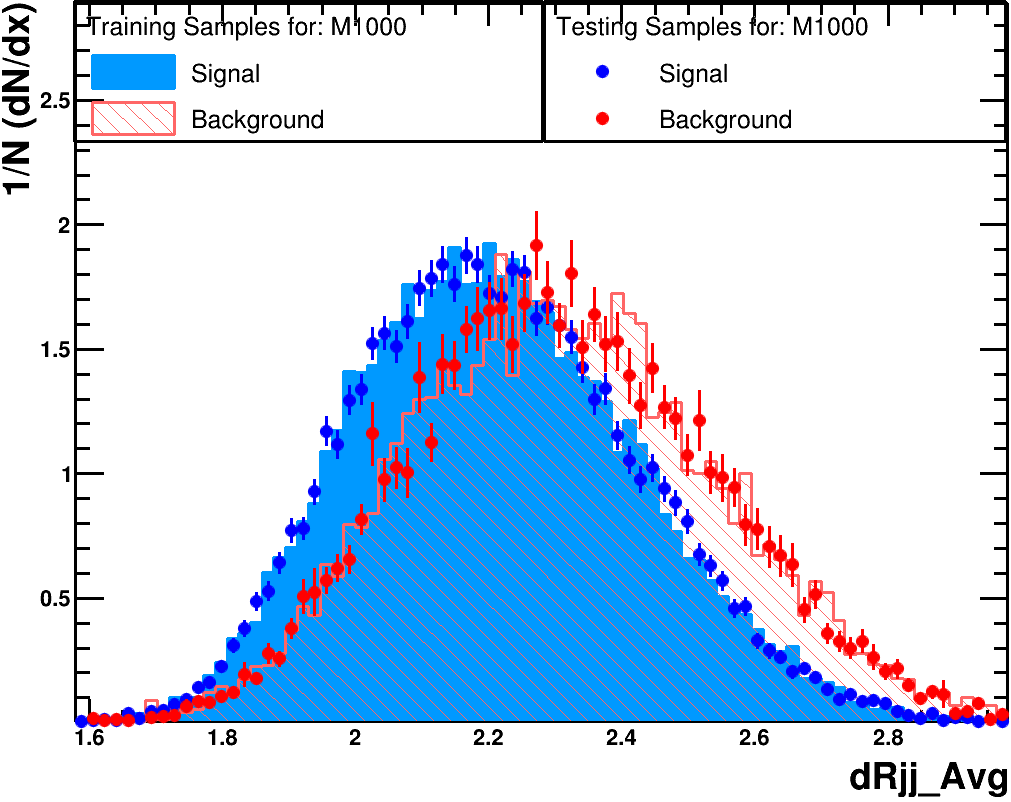 Training Samples for: M1000
Signal
Background
Testing Samples for: M1000
Signal
Background
1/N (dN/dx)
2.5
2
1.5
1
0.5
1.6 1.8 2 2.2 2.4 2.6 2.8
dRjj_Avg